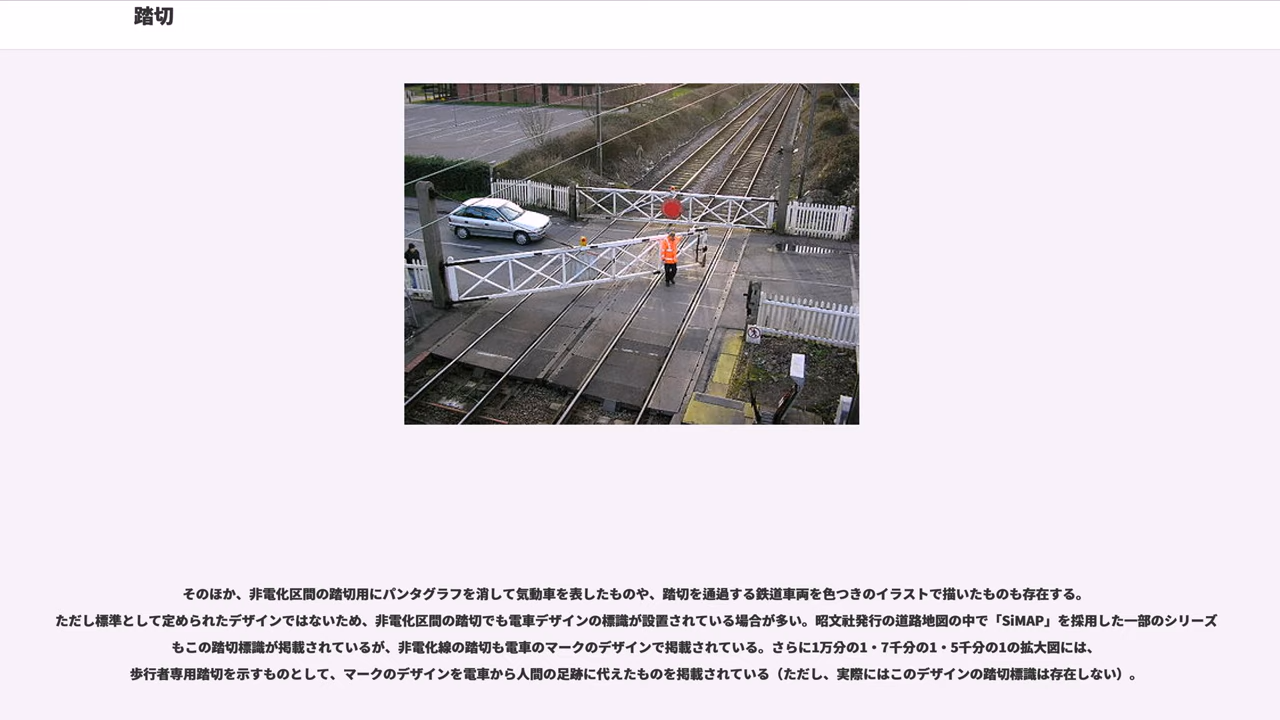 踏切
そのほか、非電化区間の踏切用にパンタグラフを消して気動車を表したものや、踏切を通過する鉄道車両を色つきのイラストで描いたものも存在する。
ただし標準として定められたデザインではないため、非電化区間の踏切でも電車デザインの標識が設置されている場合が多い。昭文社発行の道路地図の中で「SiMAP」を採用した一部のシリーズ
もこの踏切標識が掲載されているが、非電化線の踏切も電車のマークのデザインで掲載されている。さらに1万分の1・7千分の1・5千分の1の拡大図には、
歩行者専用踏切を示すものとして、マークのデザインを電車から人間の足跡に代えたものを掲載されている（ただし、実際にはこのデザインの踏切標識は存在しない）。